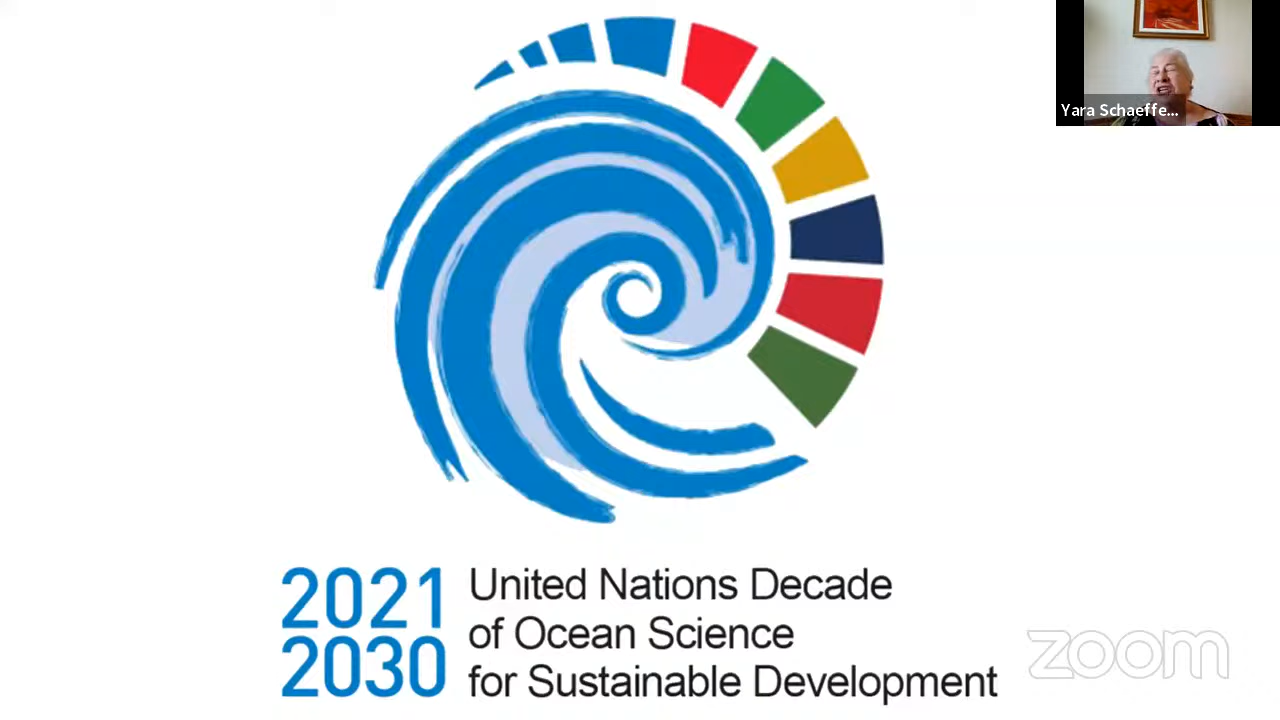 Yara Schaeffe...
2021
2030
United Nations Decade
of Ocean Science
for Sustainable Development
zoom